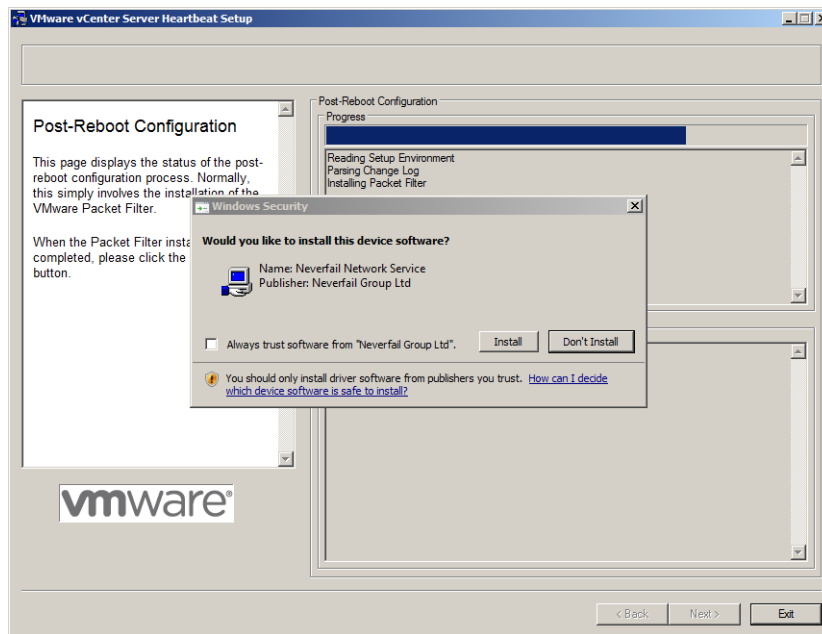 VMware vCenter Server Heartbeat Setup
Post-Reboot Configuration
This page displays the status of the post-
reboot configuration process. Normally,
this simply involves the installation of the
VMware Packet Filter.
When the Packet Filter insta
completed, please click the
button.
Post-Reboot Configuration
Progress
Reading Setup Environment
Parsing Change Log
Installing Packet Filter
Windows Security
Would you like to install this device software?
Name: Neverfail Network Service
Publisher: Neverfail Group Ltd
Always trust software from "Neverfail Group Ltd".
Install
Don't Install
You should only install driver software from publishers you trust. How can I decide
which device software is safe to install?
vmware®
< Back
Next >
Exit